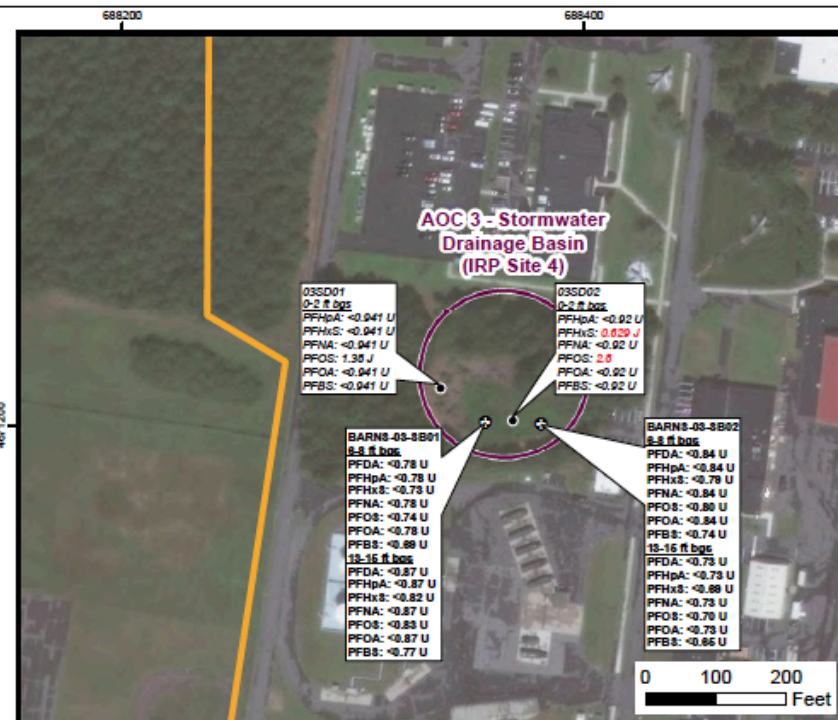 688200
688400
AOC 3 - Stormwater
Drainage Basin
(IRP Site 4)
03SD01
0-2 ft bgs
PFHpA: <0.941 U
PFHxS: <0.941 U
PFNA: <0.941 U
PFOS: 1.36 J
PFOA: <0.941 U
PFBS: <0.941 U
03SD02
0-2 ft bgs
PFHpA: <0.92 U
PFHxS: 0.629 J
PFNA: <0.92 U
PFOS: 2.6
PFOA: <0.92 U
PFBS: <0.92 U
BARNS-03-SB01
6-8 ft bgs
PFDA: <0.78 U
PFHpA: <0.78 U
PFHxS: <0.73 U
PFNA: <0.78 U
PFOS: <0.74 U
PFOA: <0.78 U
PFBS: <0.69 U
13-15 ft bgs
PFDA: <0.87 U
PFHpA: <0.87 U
PFHxS: <0.82 U
PFNA: <0.87 U
PFOS: <0.83 U
PFOA: <0.87 U
PFBS: <0.77 U
BARNS-03-SB02
6-8 ft bgs
PFDA: <0.84 U
PFHpA: <0.84 U
PFHxS: <0.79 U
PFNA: <0.84 U
PFOS: <0.80 U
PFOA: <0.84 U
PFBS: <0.74 U
13-15 ft bgs
PFDA: <0.73 U
PFHpA: <0.73 U
PFHxS: <0.69 U
PFNA: <0.73 U
PFOS: <0.70 U
PFOA: <0.73 U
PFBS: <0.65 U
0 100 200
Feet